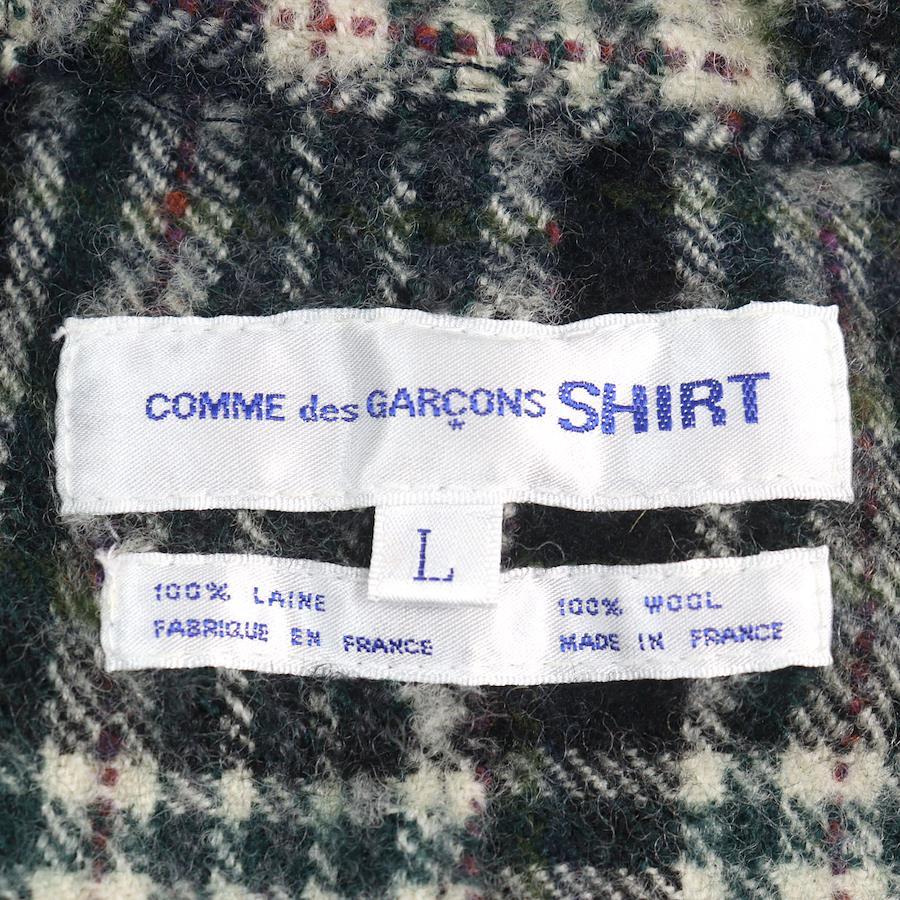 COMME des GARÇONS SHIRT
L
100% LAINE
FABRIQUE EN FRANCE
100% WOOL
MADE IN FRANCE